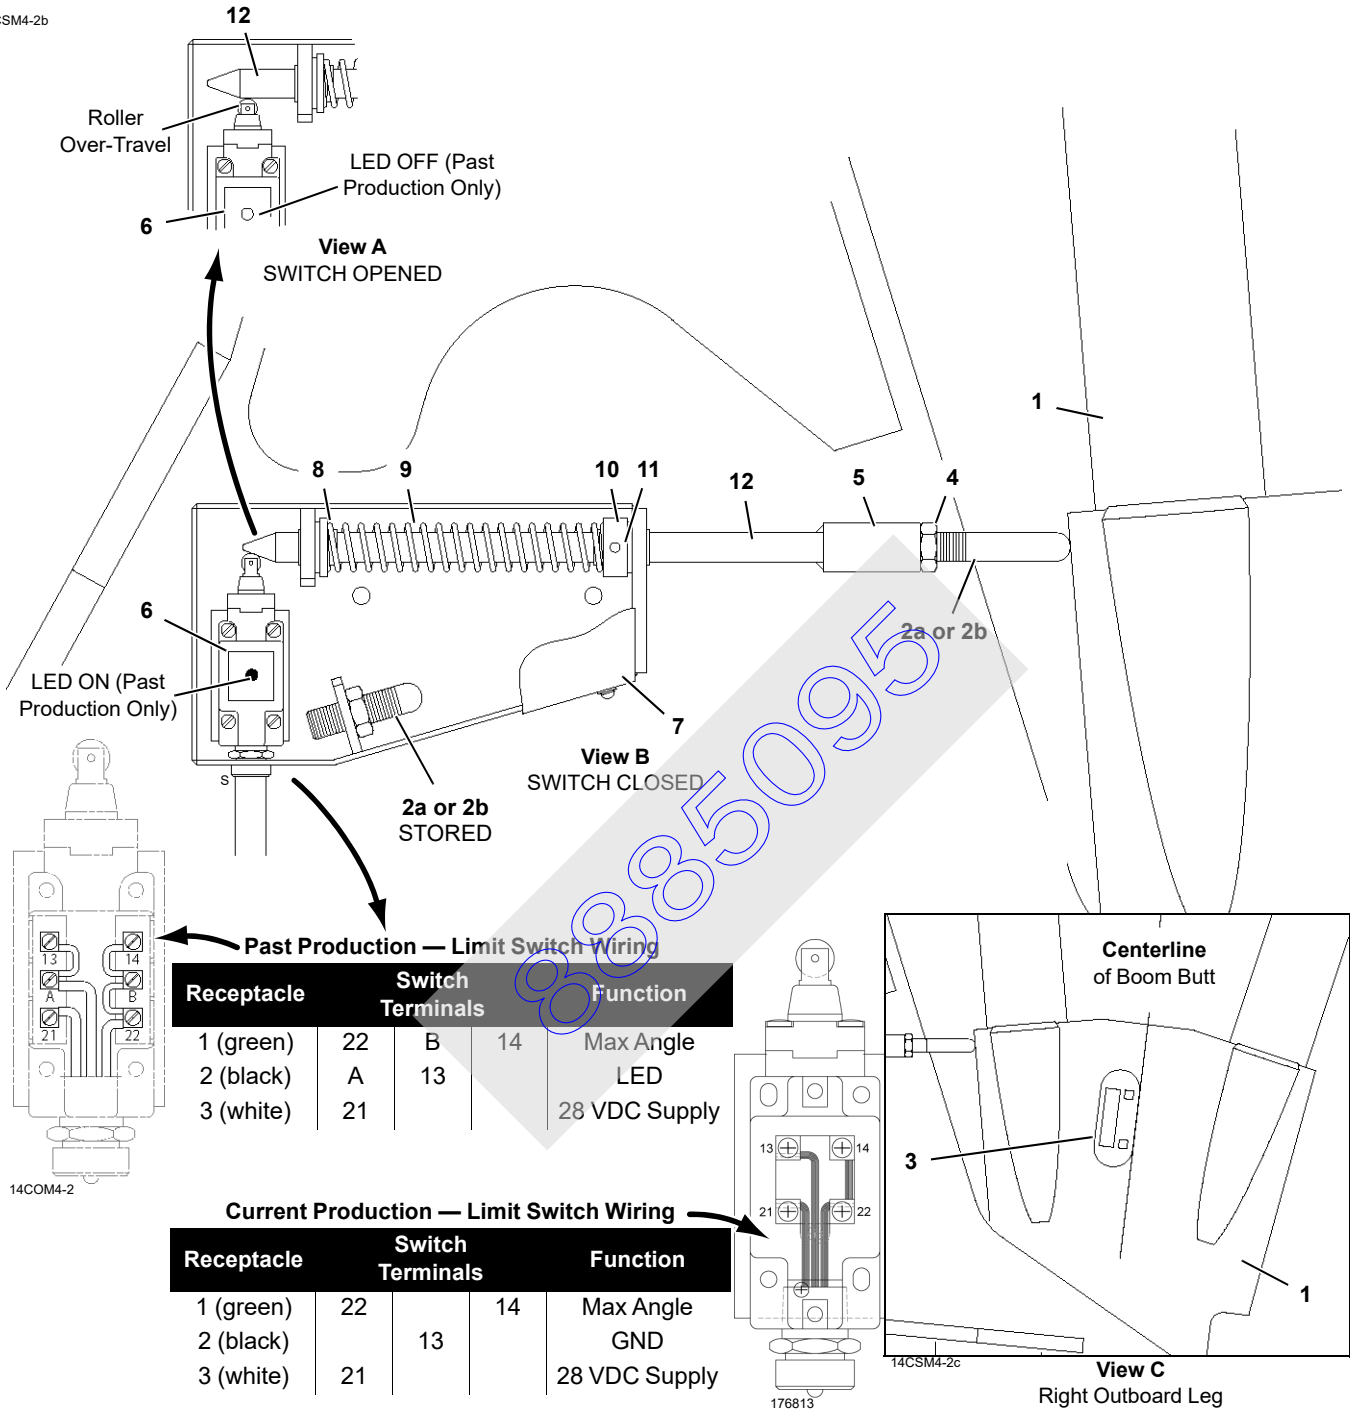 CSM4-2b
12
Roller
Over-Travel
LED OFF (Past
Production Only)
6
View A
SWITCH OPENED
1
8
9
10
11
12
5
4
2a or 2b
6
LED ON (Past
Production Only)
7
View B
SWITCH CLOSED
S
2a or 2b
STORED
8885095
13
14
A
B
21
22
14COM4-2
Past Production — Limit Switch Wiring
Receptacle Switch Terminals Function
1 (green) 22 B 14 Max Angle
2 (black) A 13 LED
3 (white) 21 28 VDC Supply
Current Production — Limit Switch Wiring
Receptacle Switch Terminals Function
1 (green) 22 14 Max Angle
2 (black) 13 GND
3 (white) 21 28 VDC Supply
13
14
21
22
176813
Centerline
of Boom Butt
3
1
14CSM4-2c
View C
Right Outboard Leg